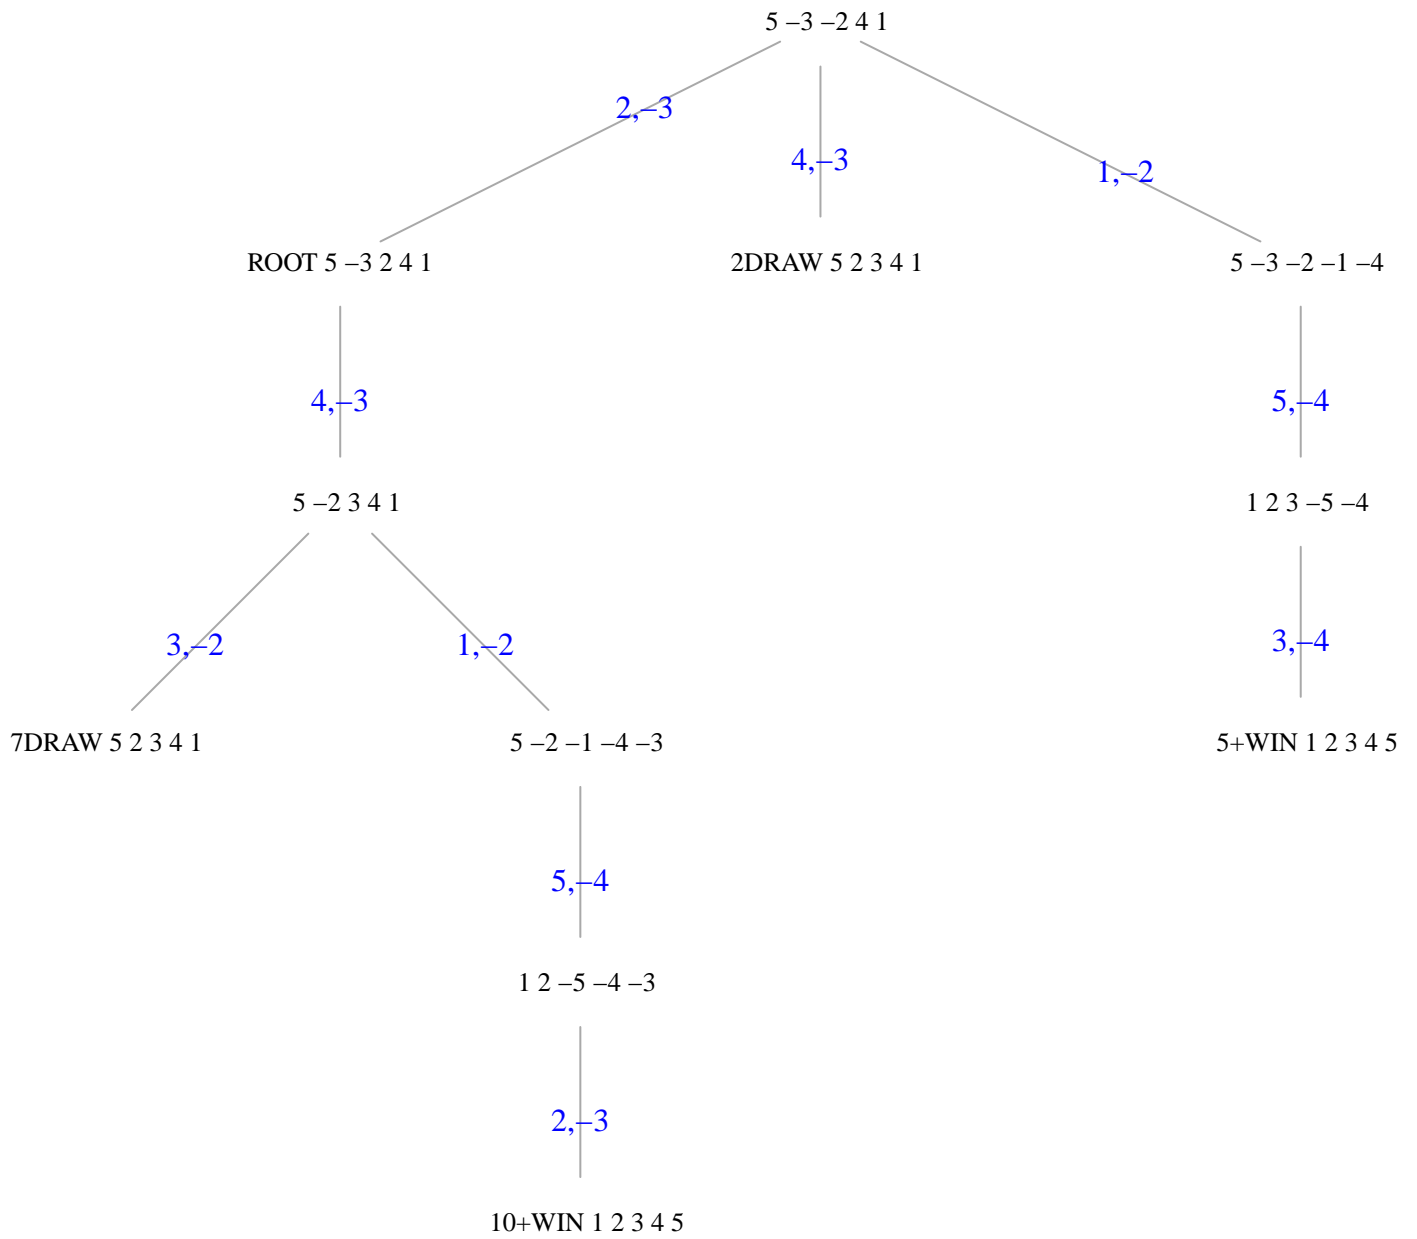 5 –3 –2 4 1
2,–3
4,–3
1,–2
ROOT 5 –3 2 4 1
2DRAW 5 2 3 4 1
5 –3 –2 –1 –4
4,–3
5,–4
5 –2 3 4 1
1 2 3 –5 –4
3,–2
1,–2
3,–4
7DRAW 5 2 3 4 1
5 –2 –1 –4 –3
5+WIN 1 2 3 4 5
5,–4
1 2 –5 –4 –3
2,–3
10+WIN 1 2 3 4 5